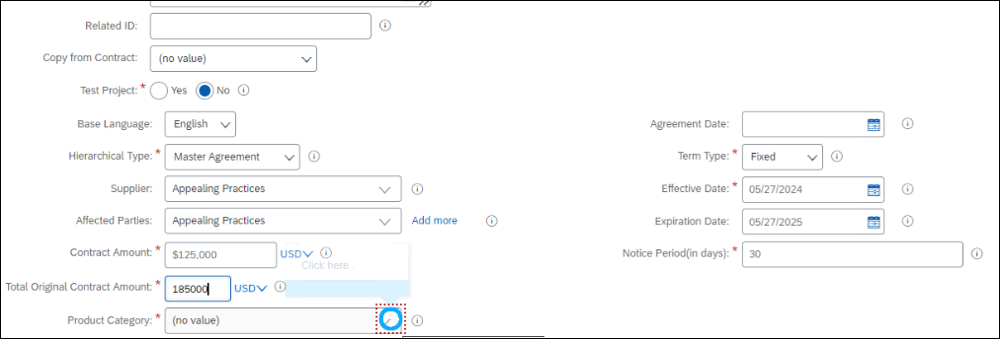 Related ID:
Copy from Contract: (no value)
Test Project: * Yes No
Base Language: English
Agreement Date:
Hierarchical Type: * Master Agreement
Term Type: * Fixed
Supplier: Appealing Practices
Effective Date: * 05/27/2024
Affected Parties: Appealing Practices Add more
Expiration Date: 05/27/2025
Contract Amount: * $125,000 USD
Notice Period(in days): * 30
Click here .
Total Original Contract Amount: * 185000 USD
Product Category: * (no value)